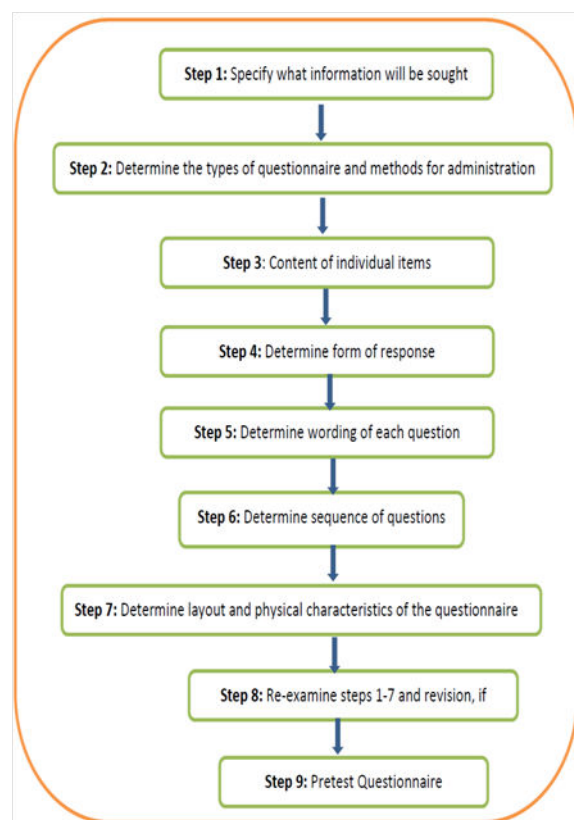 Step 1: Specify what information will be sought
Step 2: Determine the types of questionnaire and methods for administration
Step 3: Content of individual items
Step 4: Determine form of response
Step 5: Determine wording of each question
Step 6: Determine sequence of questions
Step 7: Determine layout and physical characteristics of the questionnaire
Step 8: Re-examine steps 1-7 and revision, if
Step 9: Pretest Questionnaire